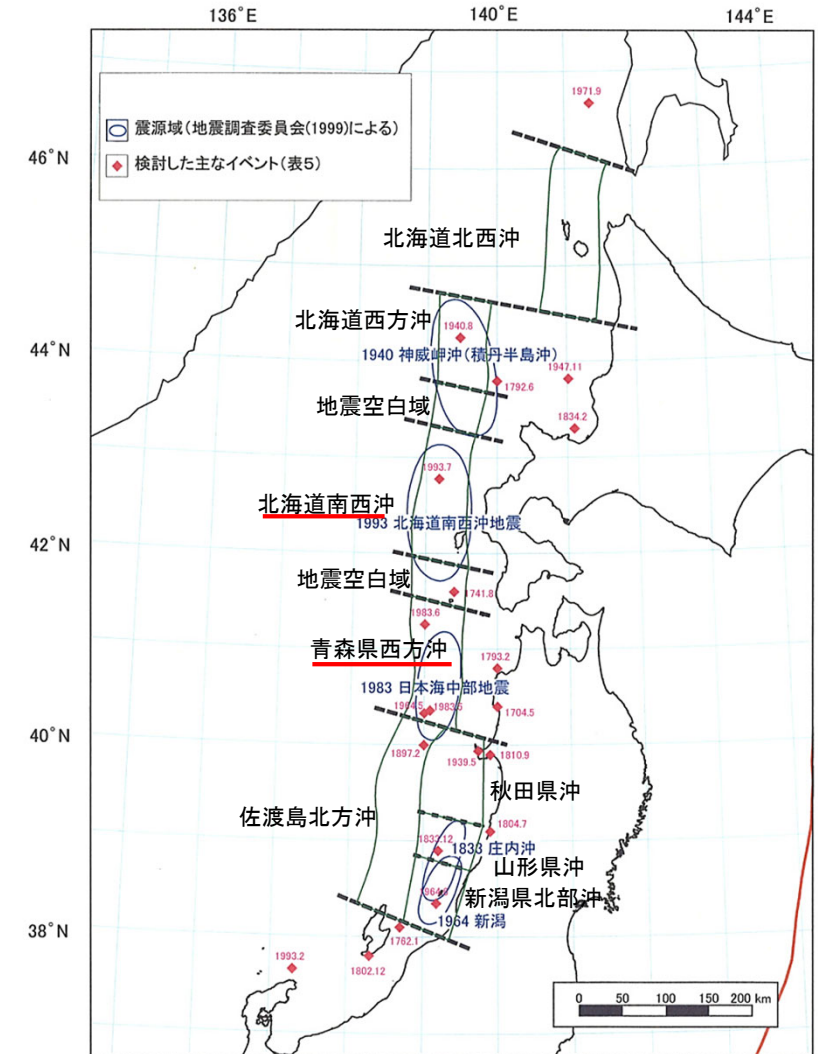 136°E
140°E
144°E
1971.9
震源域(地震調査委員会(1999)による)
検討した主なイベント(表5)
46°N
北海道北西沖
北海道西方沖
1940.8
44°N
1940 神威岬沖(積丹半島沖)
1947.11
1792.6
地震空白域
1834.2
1993.7
北海道南西沖
1993 北海道南西沖地震
42°N
地震空白域
1741.8
1983.6
青森県西方沖
1793.2
1983 日本海中部地震
1964.5
1983.5
1704.5
40°N
1897.2
1939.5
1810.9
秋田県沖
佐渡島北方沖
1804.7
1833.12
1833 庄内沖
山形県沖
1964.6
新潟県北部沖
1964 新潟
38°N
1762.1
1993.2
1802.12
0 50 100 150 200 km